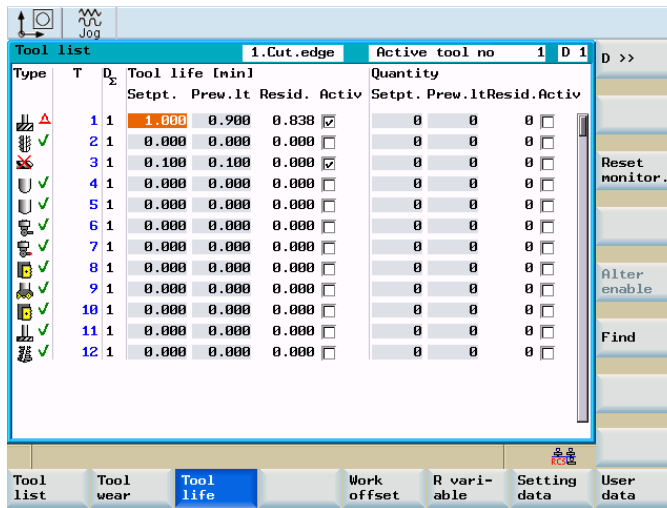 Jog
Tool list 1.Cut.edge Active tool no 1 D 1
D >>
Type T D Σ Tool life [min] Quantity
Setpt. Prew.lt Resid. Activ Setpt. Prew.ltResid.Activ
1 1 1.000 0.900 0.838 0 0 0
2 1 0.000 0.000 0.000 0 0 0
3 1 0.100 0.100 0.000 0 0 0
Reset
monitor.
4 1 0.000 0.000 0.000 0 0 0
5 1 0.000 0.000 0.000 0 0 0
6 1 0.000 0.000 0.000 0 0 0
7 1 0.000 0.000 0.000 0 0 0
8 1 0.000 0.000 0.000 0 0 0
Alter
enable
9 1 0.000 0.000 0.000 0 0 0
10 1 0.000 0.000 0.000 0 0 0
11 1 0.000 0.000 0.000 0 0 0
Find
12 1 0.000 0.000 0.000 0 0 0
RCS
Tool list
Tool wear
Tool life
Work offset
R vari-
able
Setting data
User data